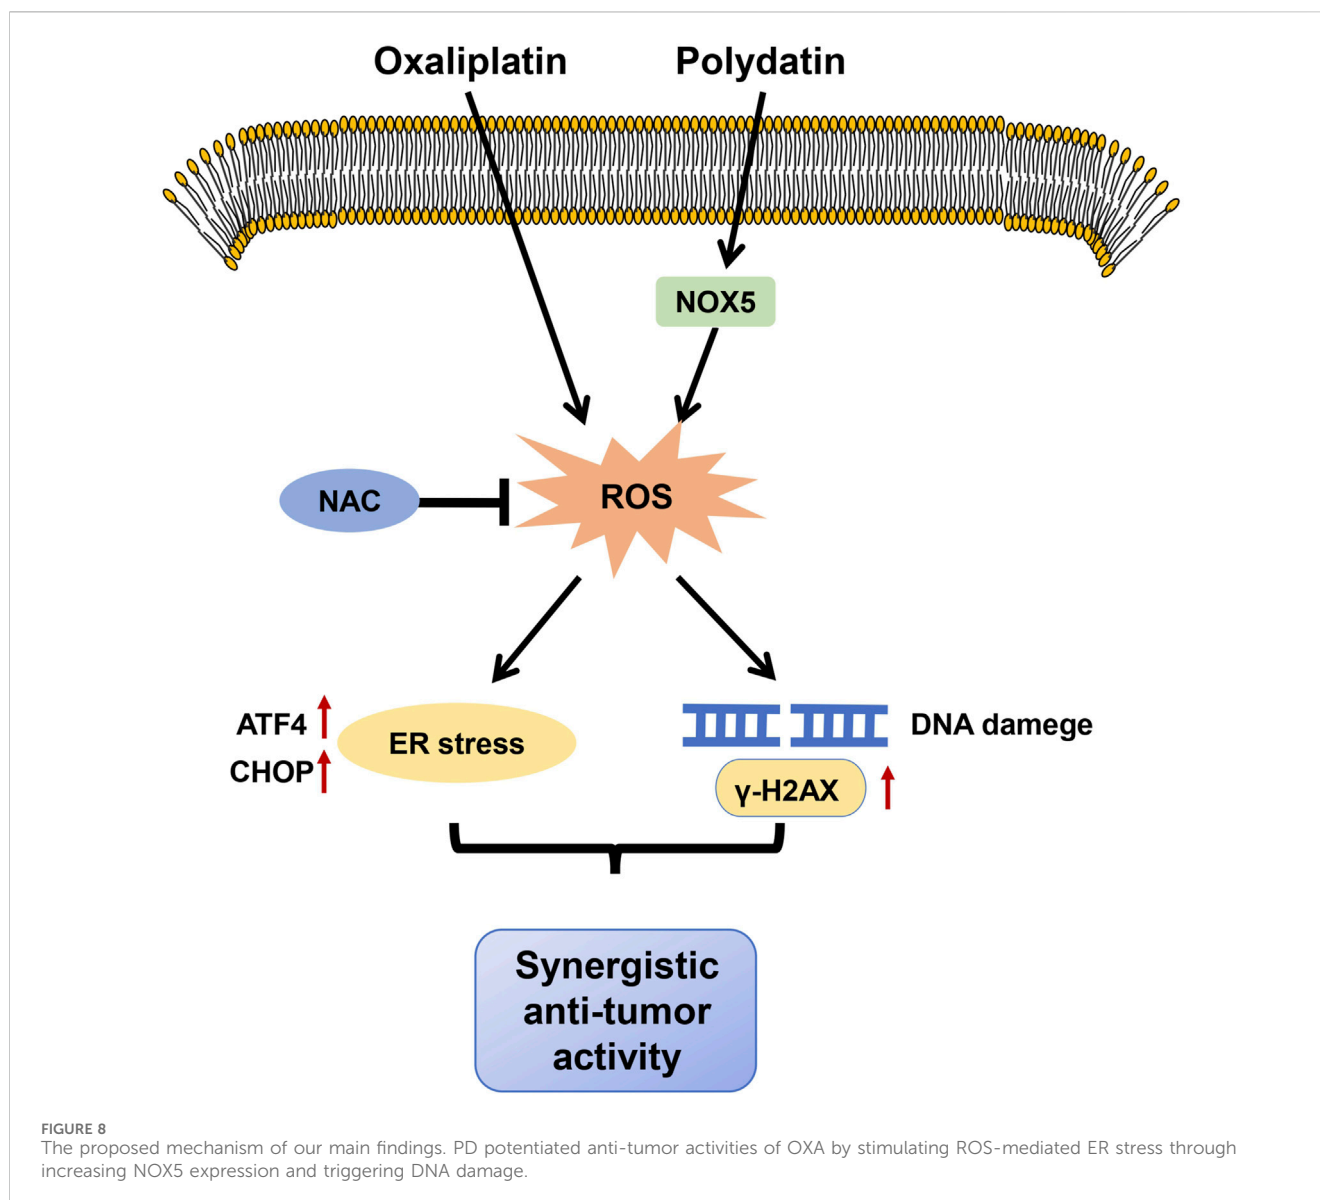 Oxaliplatin
Polydatin
NOX5
NAC
ROS
ATF4
CHOP
ER stress
DNA damege
γ-H2AX
Synergistic
anti-tumor
activity
FIGURE 8
The proposed mechanism of our main findings. PD potentiated anti-tumor activities of OXA by stimulating ROS-mediated ER stress through
increasing NOX5 expression and triggering DNA damage.